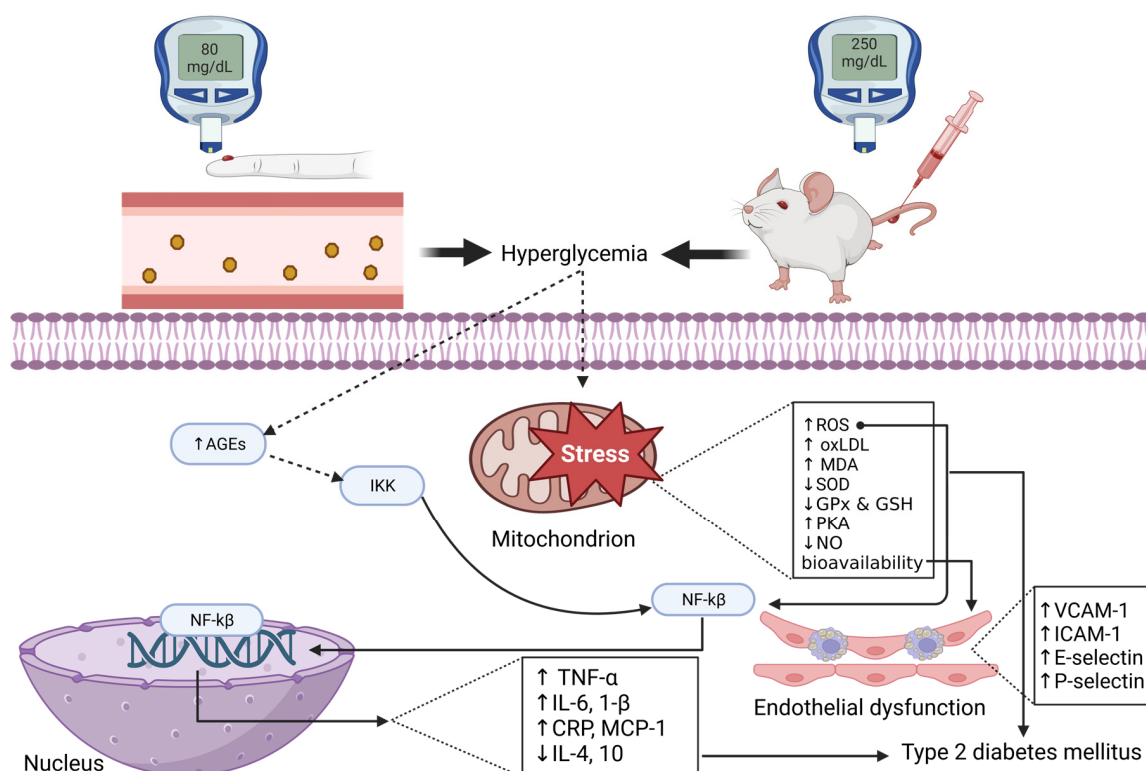 80
mg/dL
250
mg/dL
Hyperglycemia
↑AGEs
IKK
Stress
Mitochondrion
↑ROS
↑ oxLDL
↑ MDA
↓SOD
↓GPx & GSH
↑PKA
↓NO
bioavailability
NF-kβ
NF-kβ
↑VCAM-1
↑ICAM-1
↑E-selectin
↑P-selectin
Endothelial dysfunction
↑ TNF-α
↑IL-6, 1-β
↑CRP, MCP-1
↓IL-4, 10
Nucleus
Type 2 diabetes mellitus